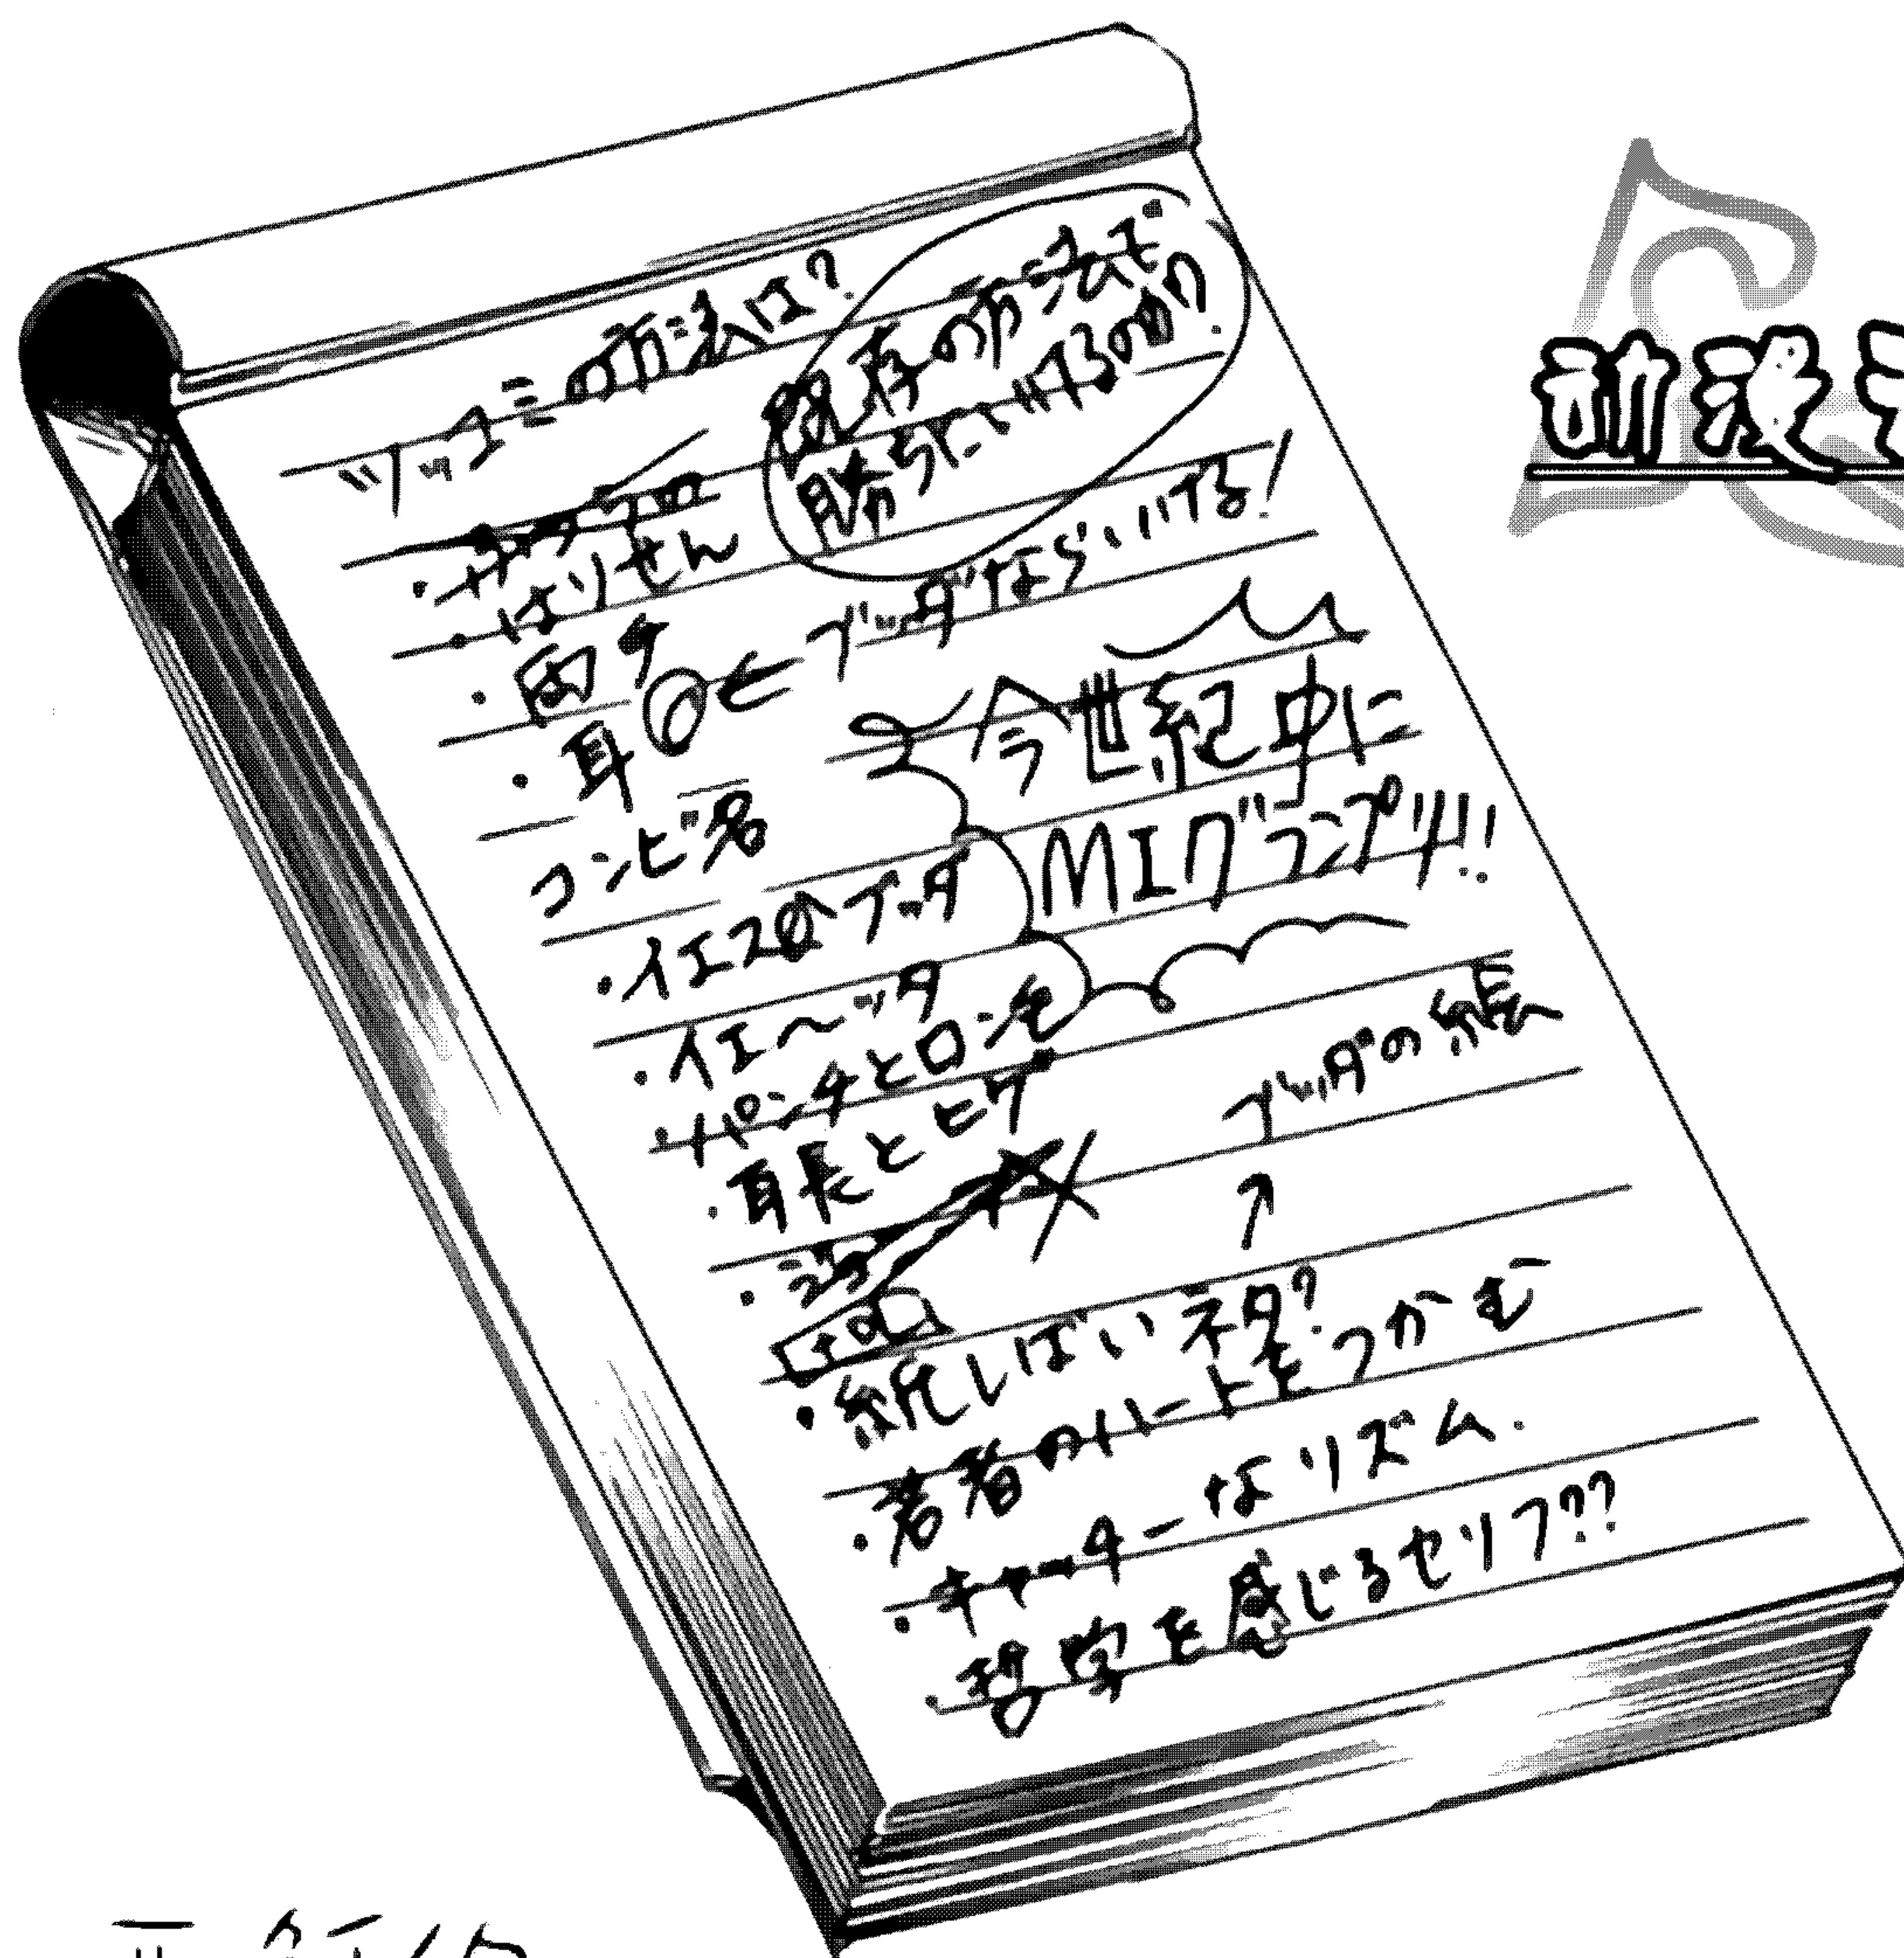 ツッコミの方法は?
既存の方法で
勝ちにいけるのか?
・はりせん
・両手
・耳 ← ブッダならいける!
今世紀中に
M1グランプリ!!
コンビ名
・イエス&ブッダ
・イエ〜ッダ
・パンチとロン毛
・耳長とヒゲ
ブッダの絵
↑
・紙しばいネタ?
・若者のハートをつかむ
・キャッチーなリズム.
・哲学を感じるセリフ??